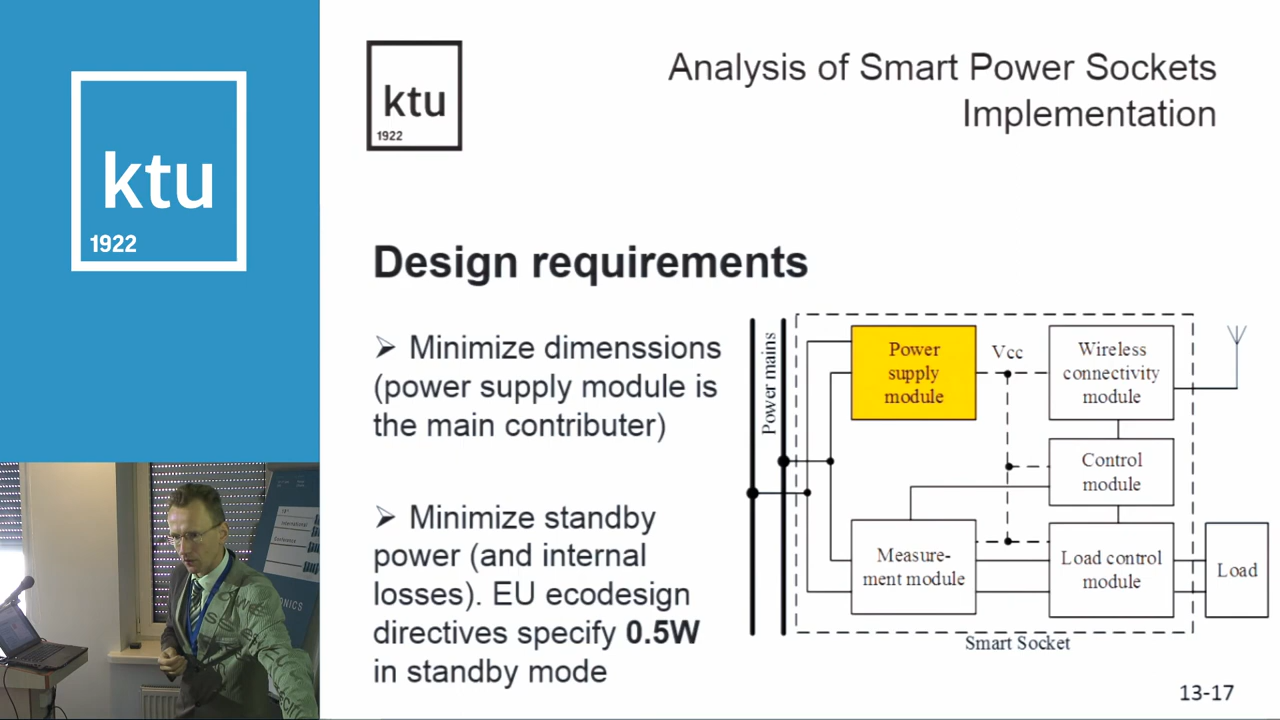 ktu
1922
ktu
1922
Analysis of Smart Power Sockets
Implementation
Design requirements
➢ Minimize dimenssions
(power supply module is
the main contributer)
➢ Minimize standby
power (and internal
losses). EU ecodesign
directives specify 0.5W
in standby mode
Power mains
Power
supply
module
Vcc
Wireless
connectivity
module
Control
module
Measure-
ment module
Load control
module
Load
Smart Socket
13-17
International
Conference